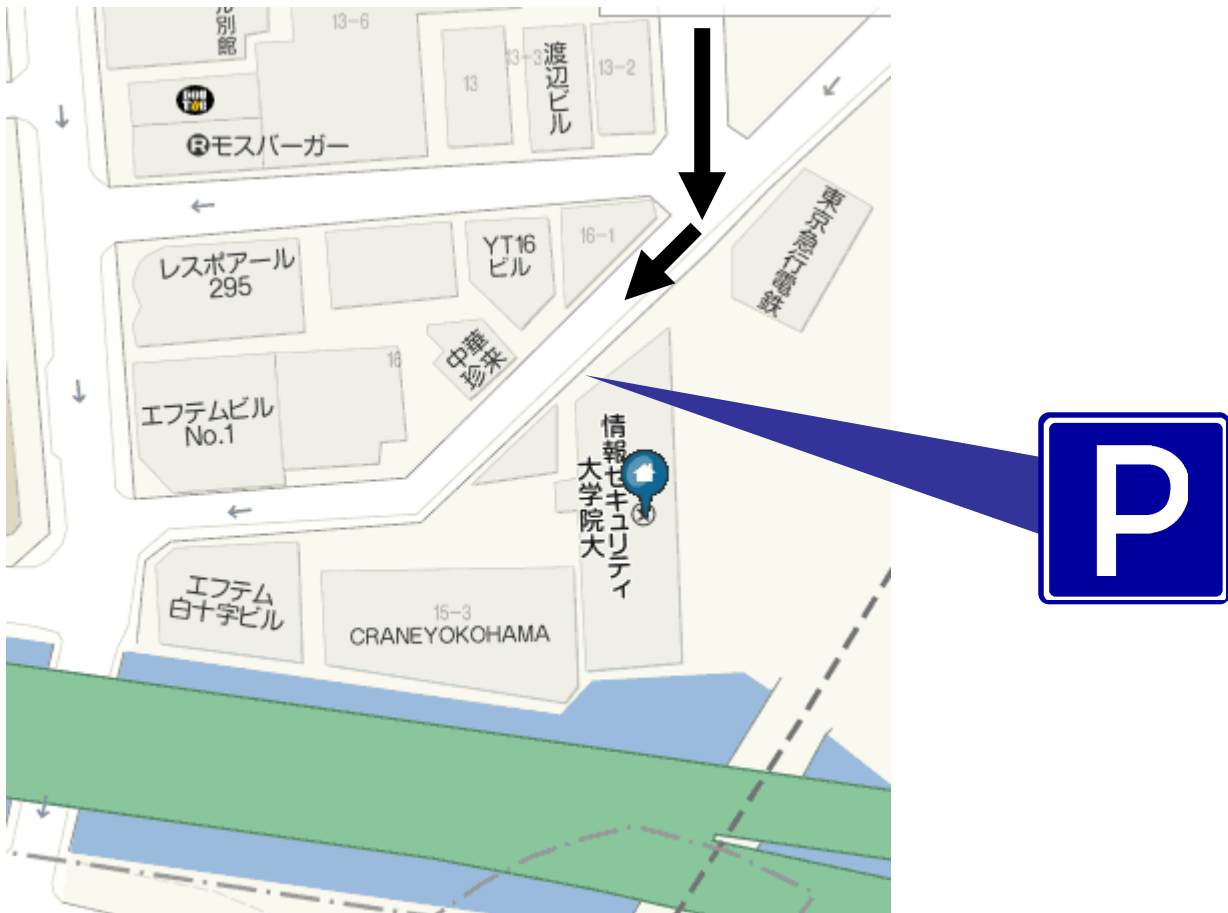 ル別館
13-6
13-3
渡辺ビル
13-2
13
DOUTOR
Rモスバーガー
東京急行電鉄
16-1
YT16
ビル
レスポアール
295
中華
珍来
16
エフテムビル
No.1
情報セキュリティ
大学院大
P
エフテム
白十字ビル
15-3
CRANEYOKOHAMA